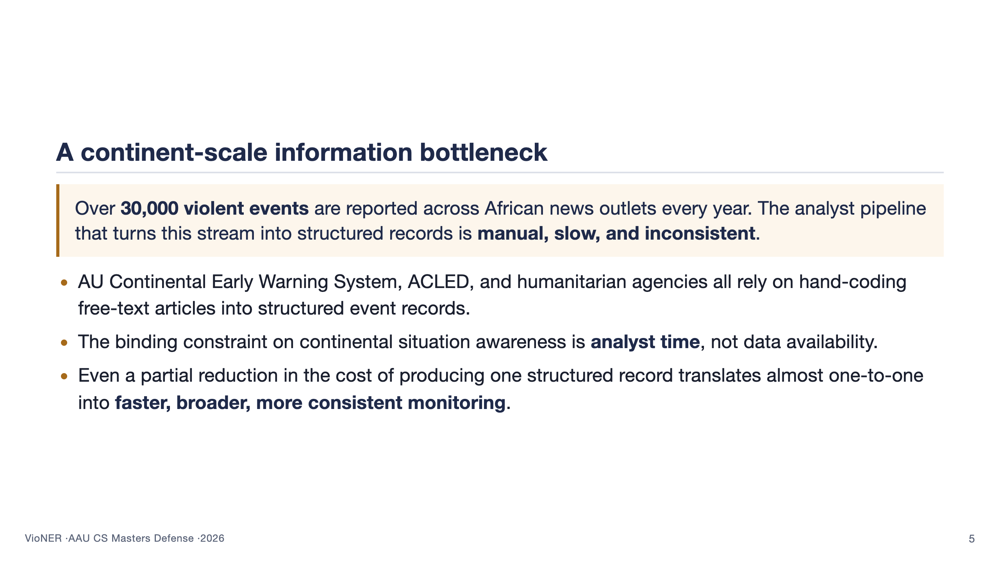 A continent-scale information bottleneck
Over 30,000 violent events are reported across African news outlets every year. The analyst pipeline
that turns this stream into structured records is manual, slow, and inconsistent.
• AU Continental Early Warning System, ACLED, and humanitarian agencies all rely on hand-coding
free-text articles into structured event records.
• The binding constraint on continental situation awareness is analyst time, not data availability.
• Even a partial reduction in the cost of producing one structured record translates almost one-to-one
into faster, broader, more consistent monitoring.
VioNER ·AAU CS Masters Defense ·2026
5